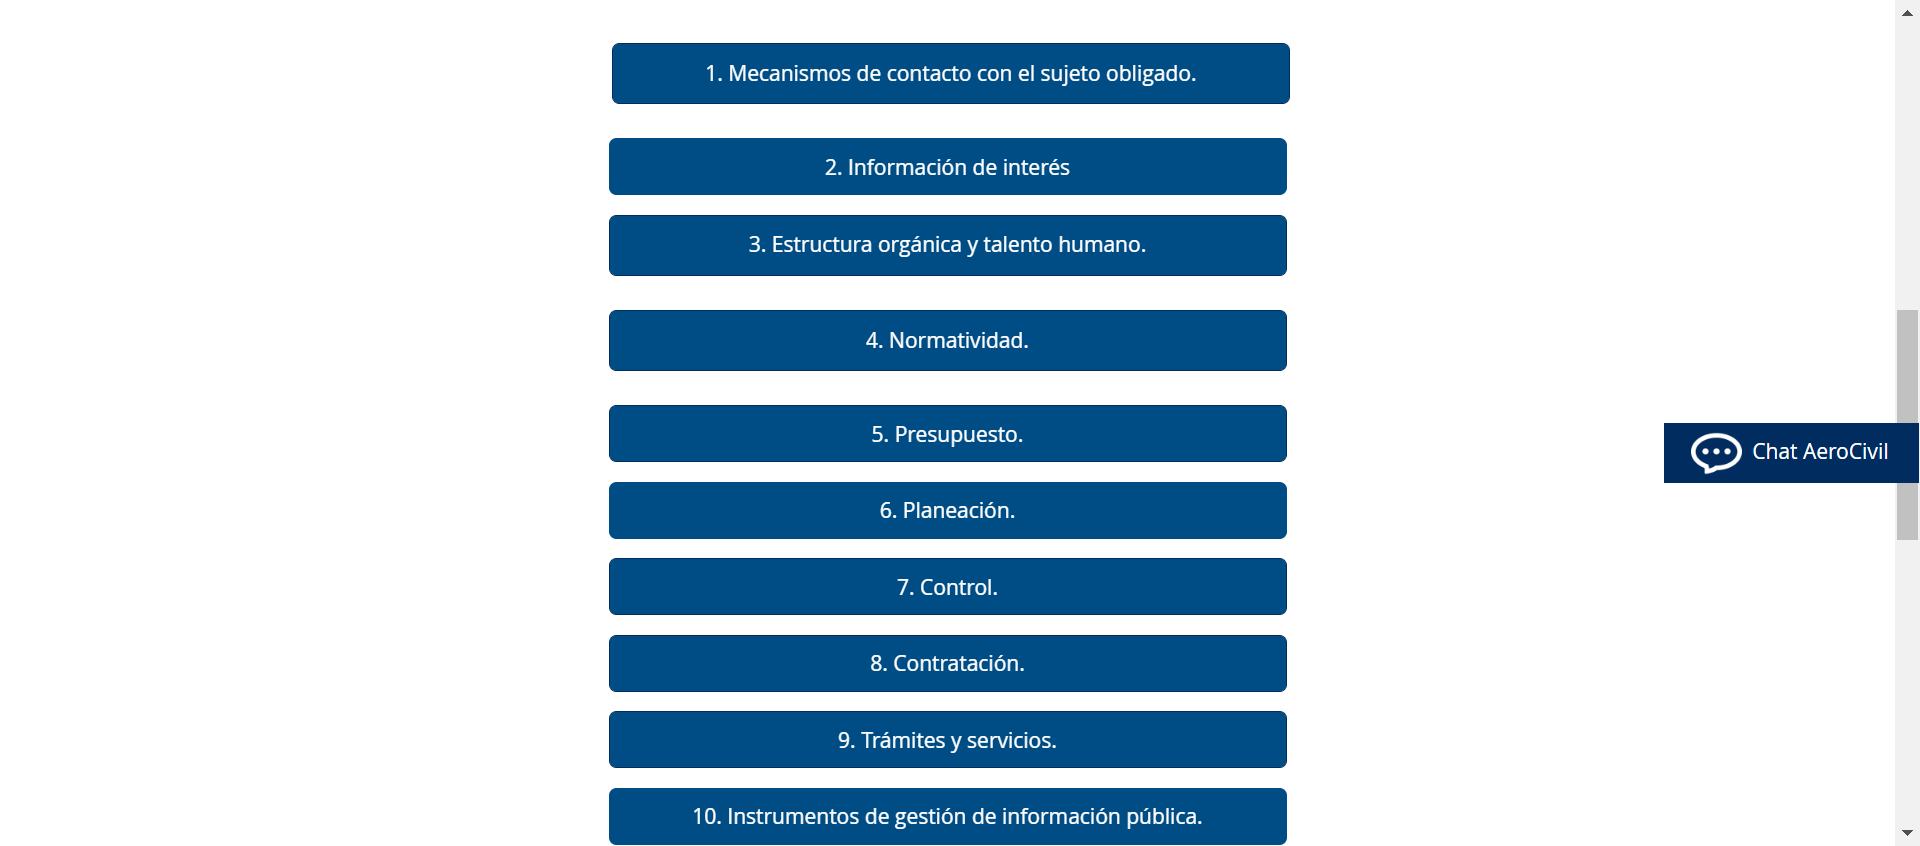 1. Mecanismos de contacto con el sujeto obligado.
2. Información de interés
3. Estructura orgánica y talento humano.
4. Normatividad.
5. Presupuesto.
Chat AeroCivil
6. Planeación.
7. Control.
8. Contratación.
9. Trámites y servicios.
10. Instrumentos de gestión de información pública.